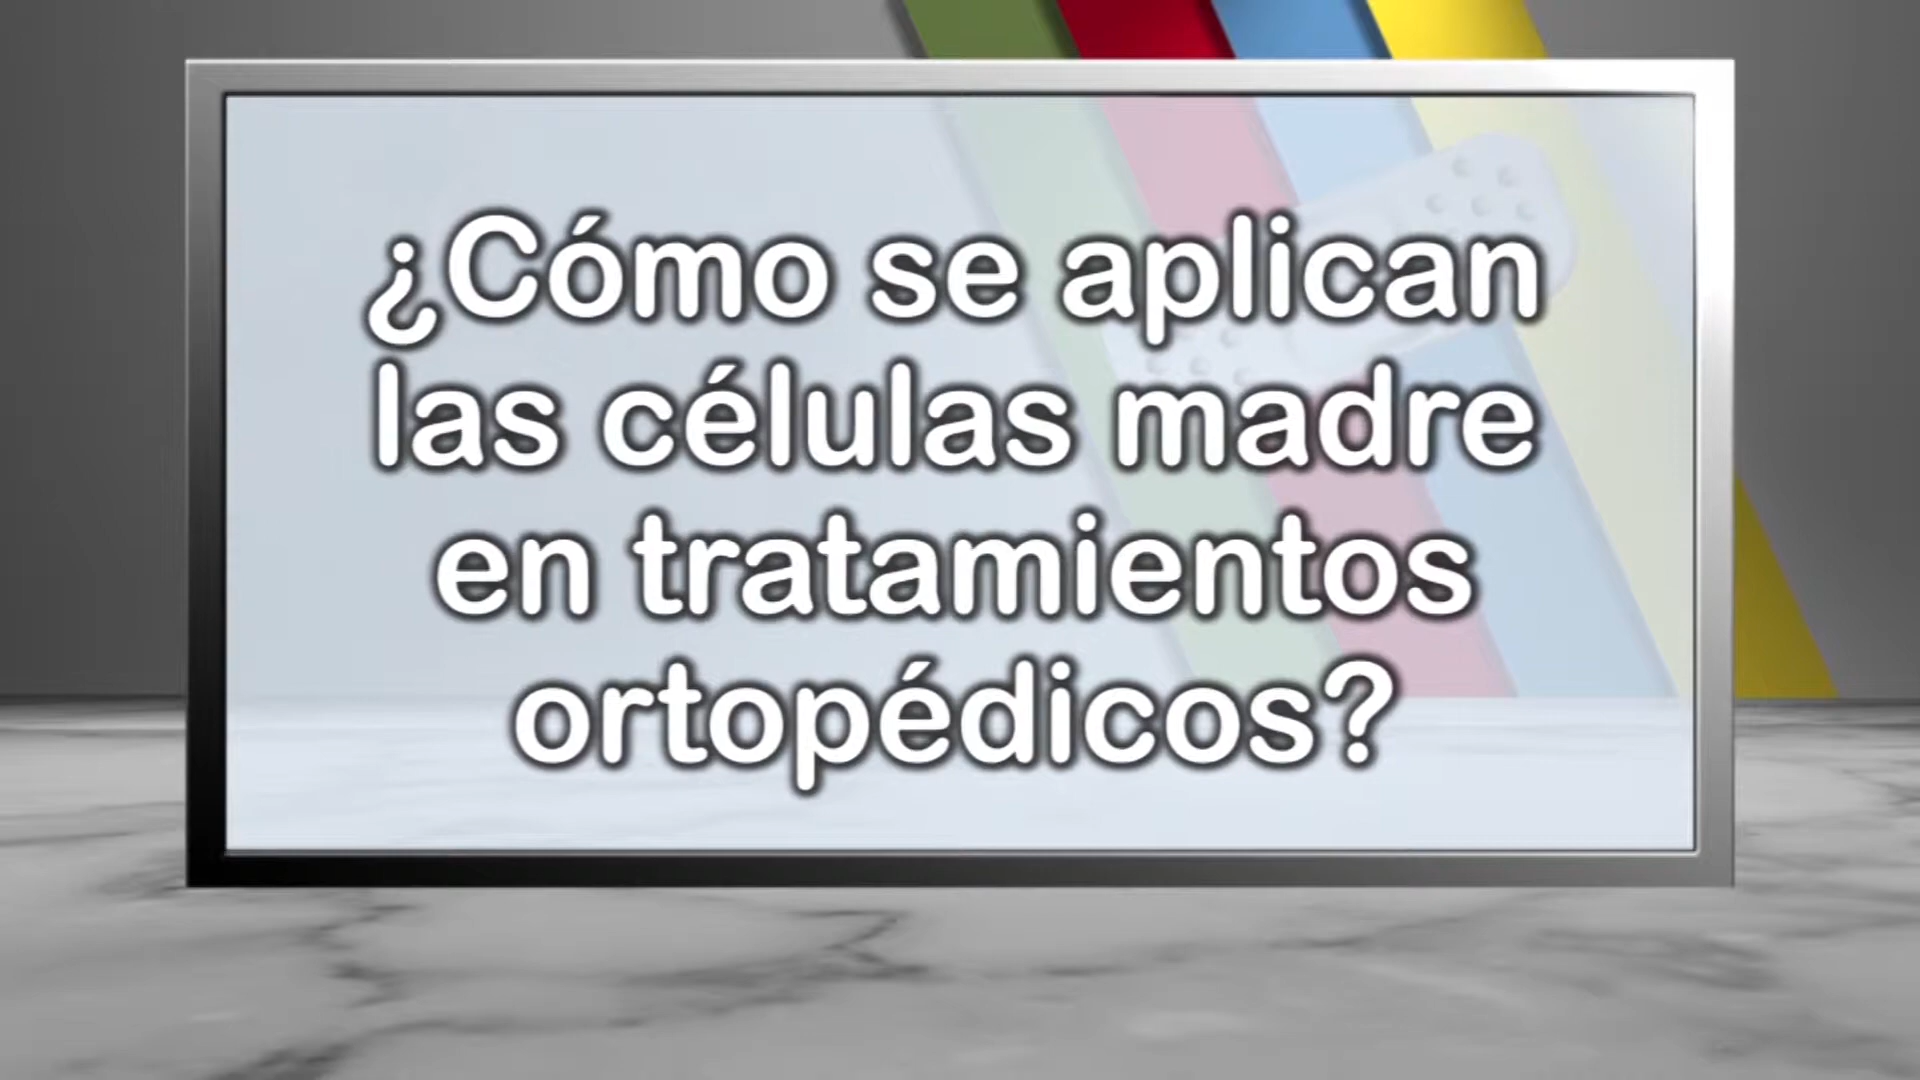 ¿Cómo se aplican
las células madre
en tratamientos
ortopédicos?